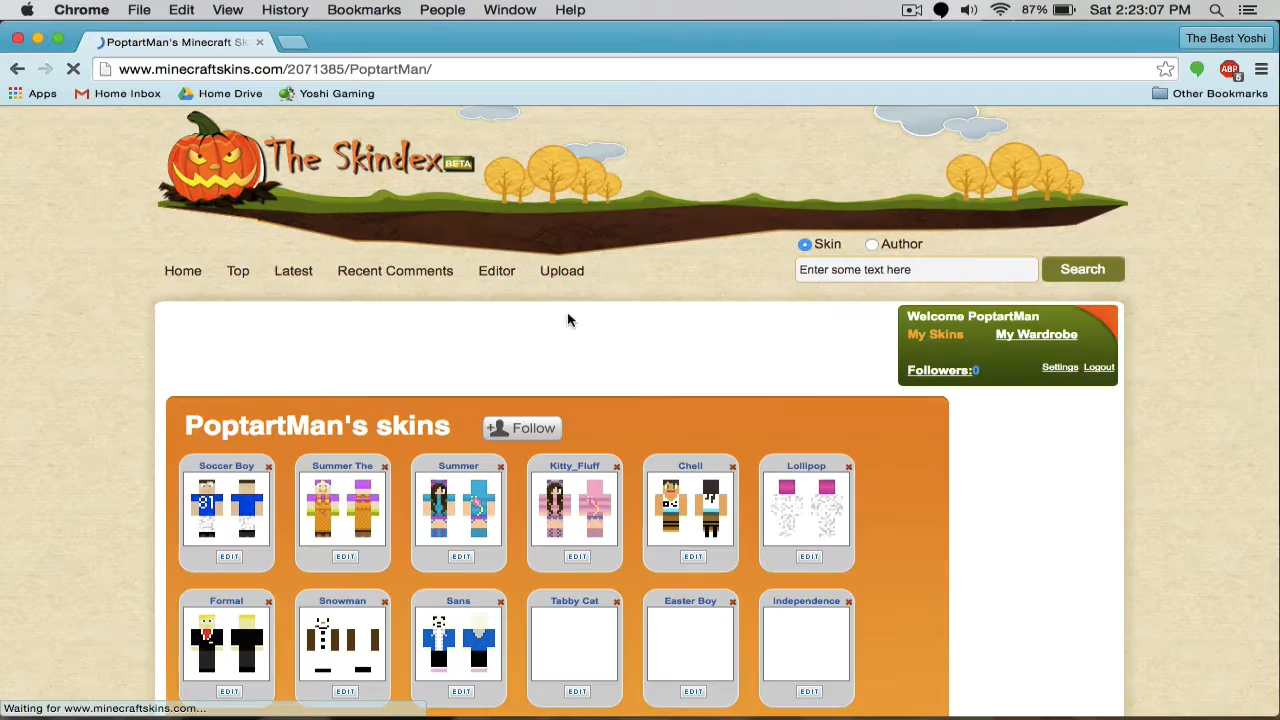 Chrome File Edit View History Bookmarks People Window Help 87% Sat 2:23:07 PM
PoptartMan's Minecraft Sk The Best Yoshi
www.minecraftskins.com/2071385/PoptartMan/ ABP 6
Apps Home Inbox Home Drive Yoshi Gaming Other Bookmarks
The Skindex BETA
Skin Author
Home Top Latest Recent Comments Editor Upload Enter some text here Search
Welcome PoptartMan
My Skins My Wardrobe
Followers:0 Settings Logout
PoptartMan's skins Follow
Soccer Boy Summer The Summer Kitty_Fluff Chell Lollipop
EDIT EDIT EDIT EDIT EDIT EDIT
Formal Snowman Sans Tabby Cat Easter Boy Independence
EDIT EDIT EDIT EDIT EDIT EDIT
Waiting for www.minecraftskins.com...